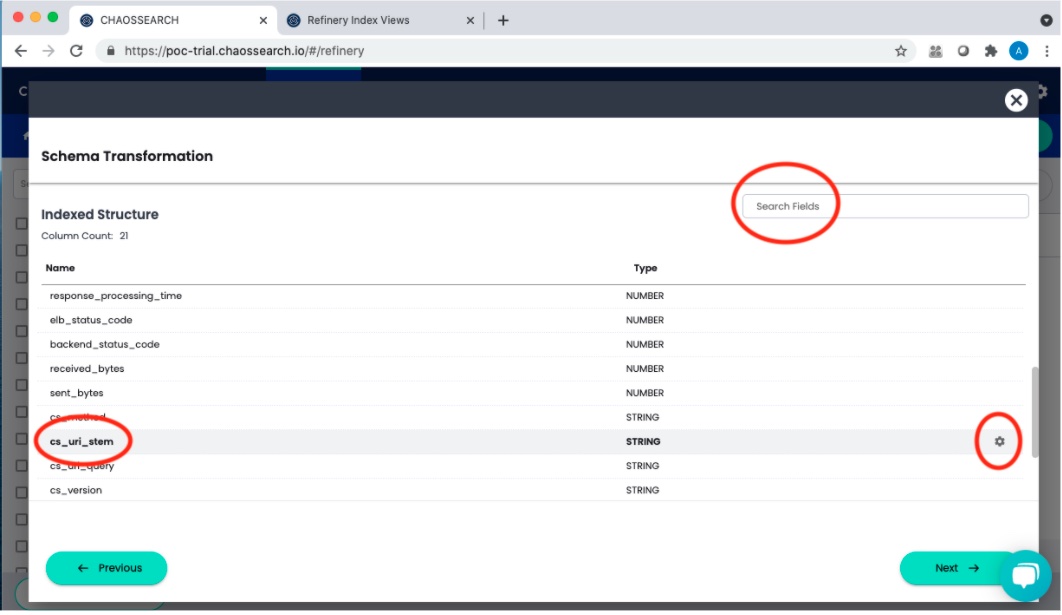 CHAOSSEARCH
Refinery Index Views
https://poc-trial.chaossearch.io/#/refinery
A
Schema Transformation
Search Fields
Indexed Structure
Column Count: 21
Name Type
response_processing_time NUMBER
elb_status_code NUMBER
backend_status_code NUMBER
received_bytes NUMBER
sent_bytes NUMBER
cs_method STRING
cs_uri_stem STRING
cs_uri_query STRING
cs_version STRING
← Previous
Next →